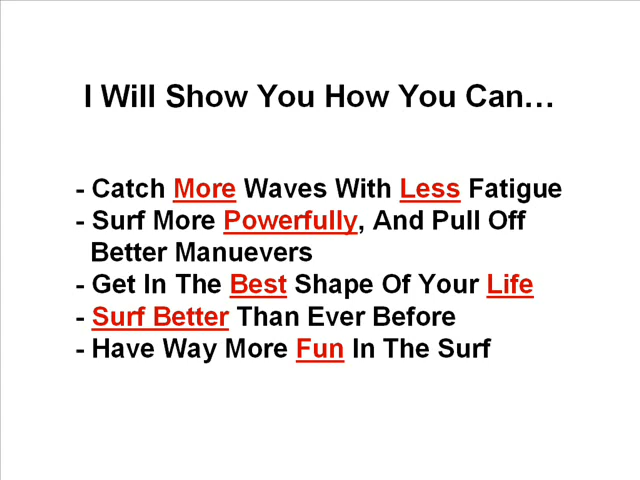 I Will Show You How You Can…
- Catch More Waves With Less Fatigue
- Surf More Powerfully, And Pull Off
Better Manuevers
- Get In The Best Shape Of Your Life
- Surf Better Than Ever Before
- Have Way More Fun In The Surf